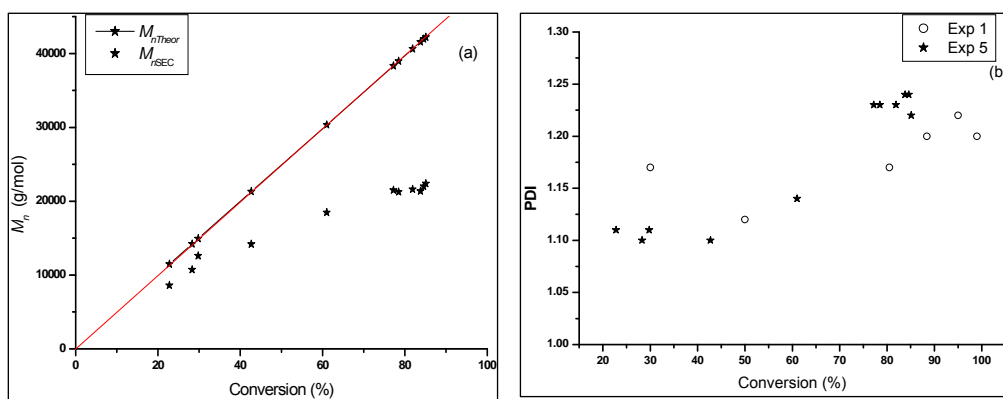 M_nTheor
M_nSEC
(a)
40000
30000
20000
10000
0
M_n (g/mol)
0 20 40 60 80 100
Conversion (%)
Exp 1
Exp 5
(b
1.30
1.25
1.20
1.15
1.10
1.05
1.00
PDI
20 30 40 50 60 70 80 90 100
Conversion (%)